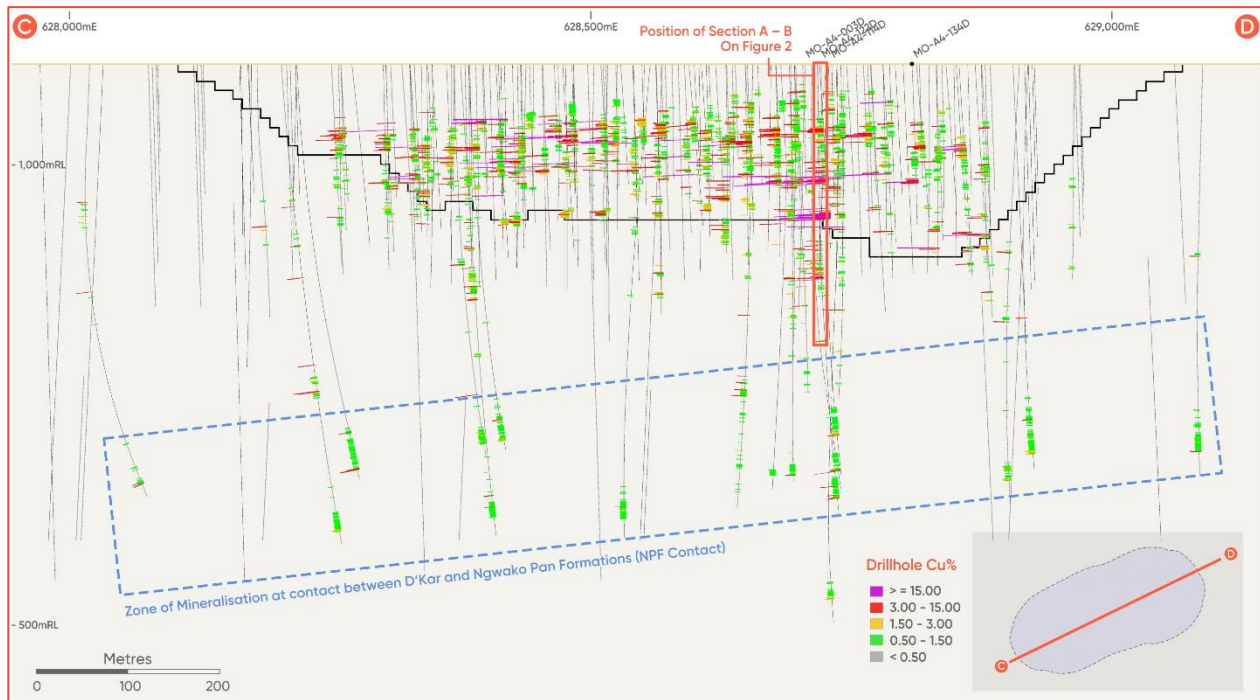 C
D
628,000mE
628,500mE
629,000mE
Position of Section A – B
On Figure 2
MO-A4-003D
MO-A4-134D
- 1,000mRL
- 500mRL
Zone of Mineralisation at contact between D'Kar and Ngwako Pan Formations (NPF Contact)
Metres
0
100
200
Drillhole Cu%
> = 15.00
3.00 - 15.00
1.50 - 3.00
0.50 - 1.50
< 0.50
D
C